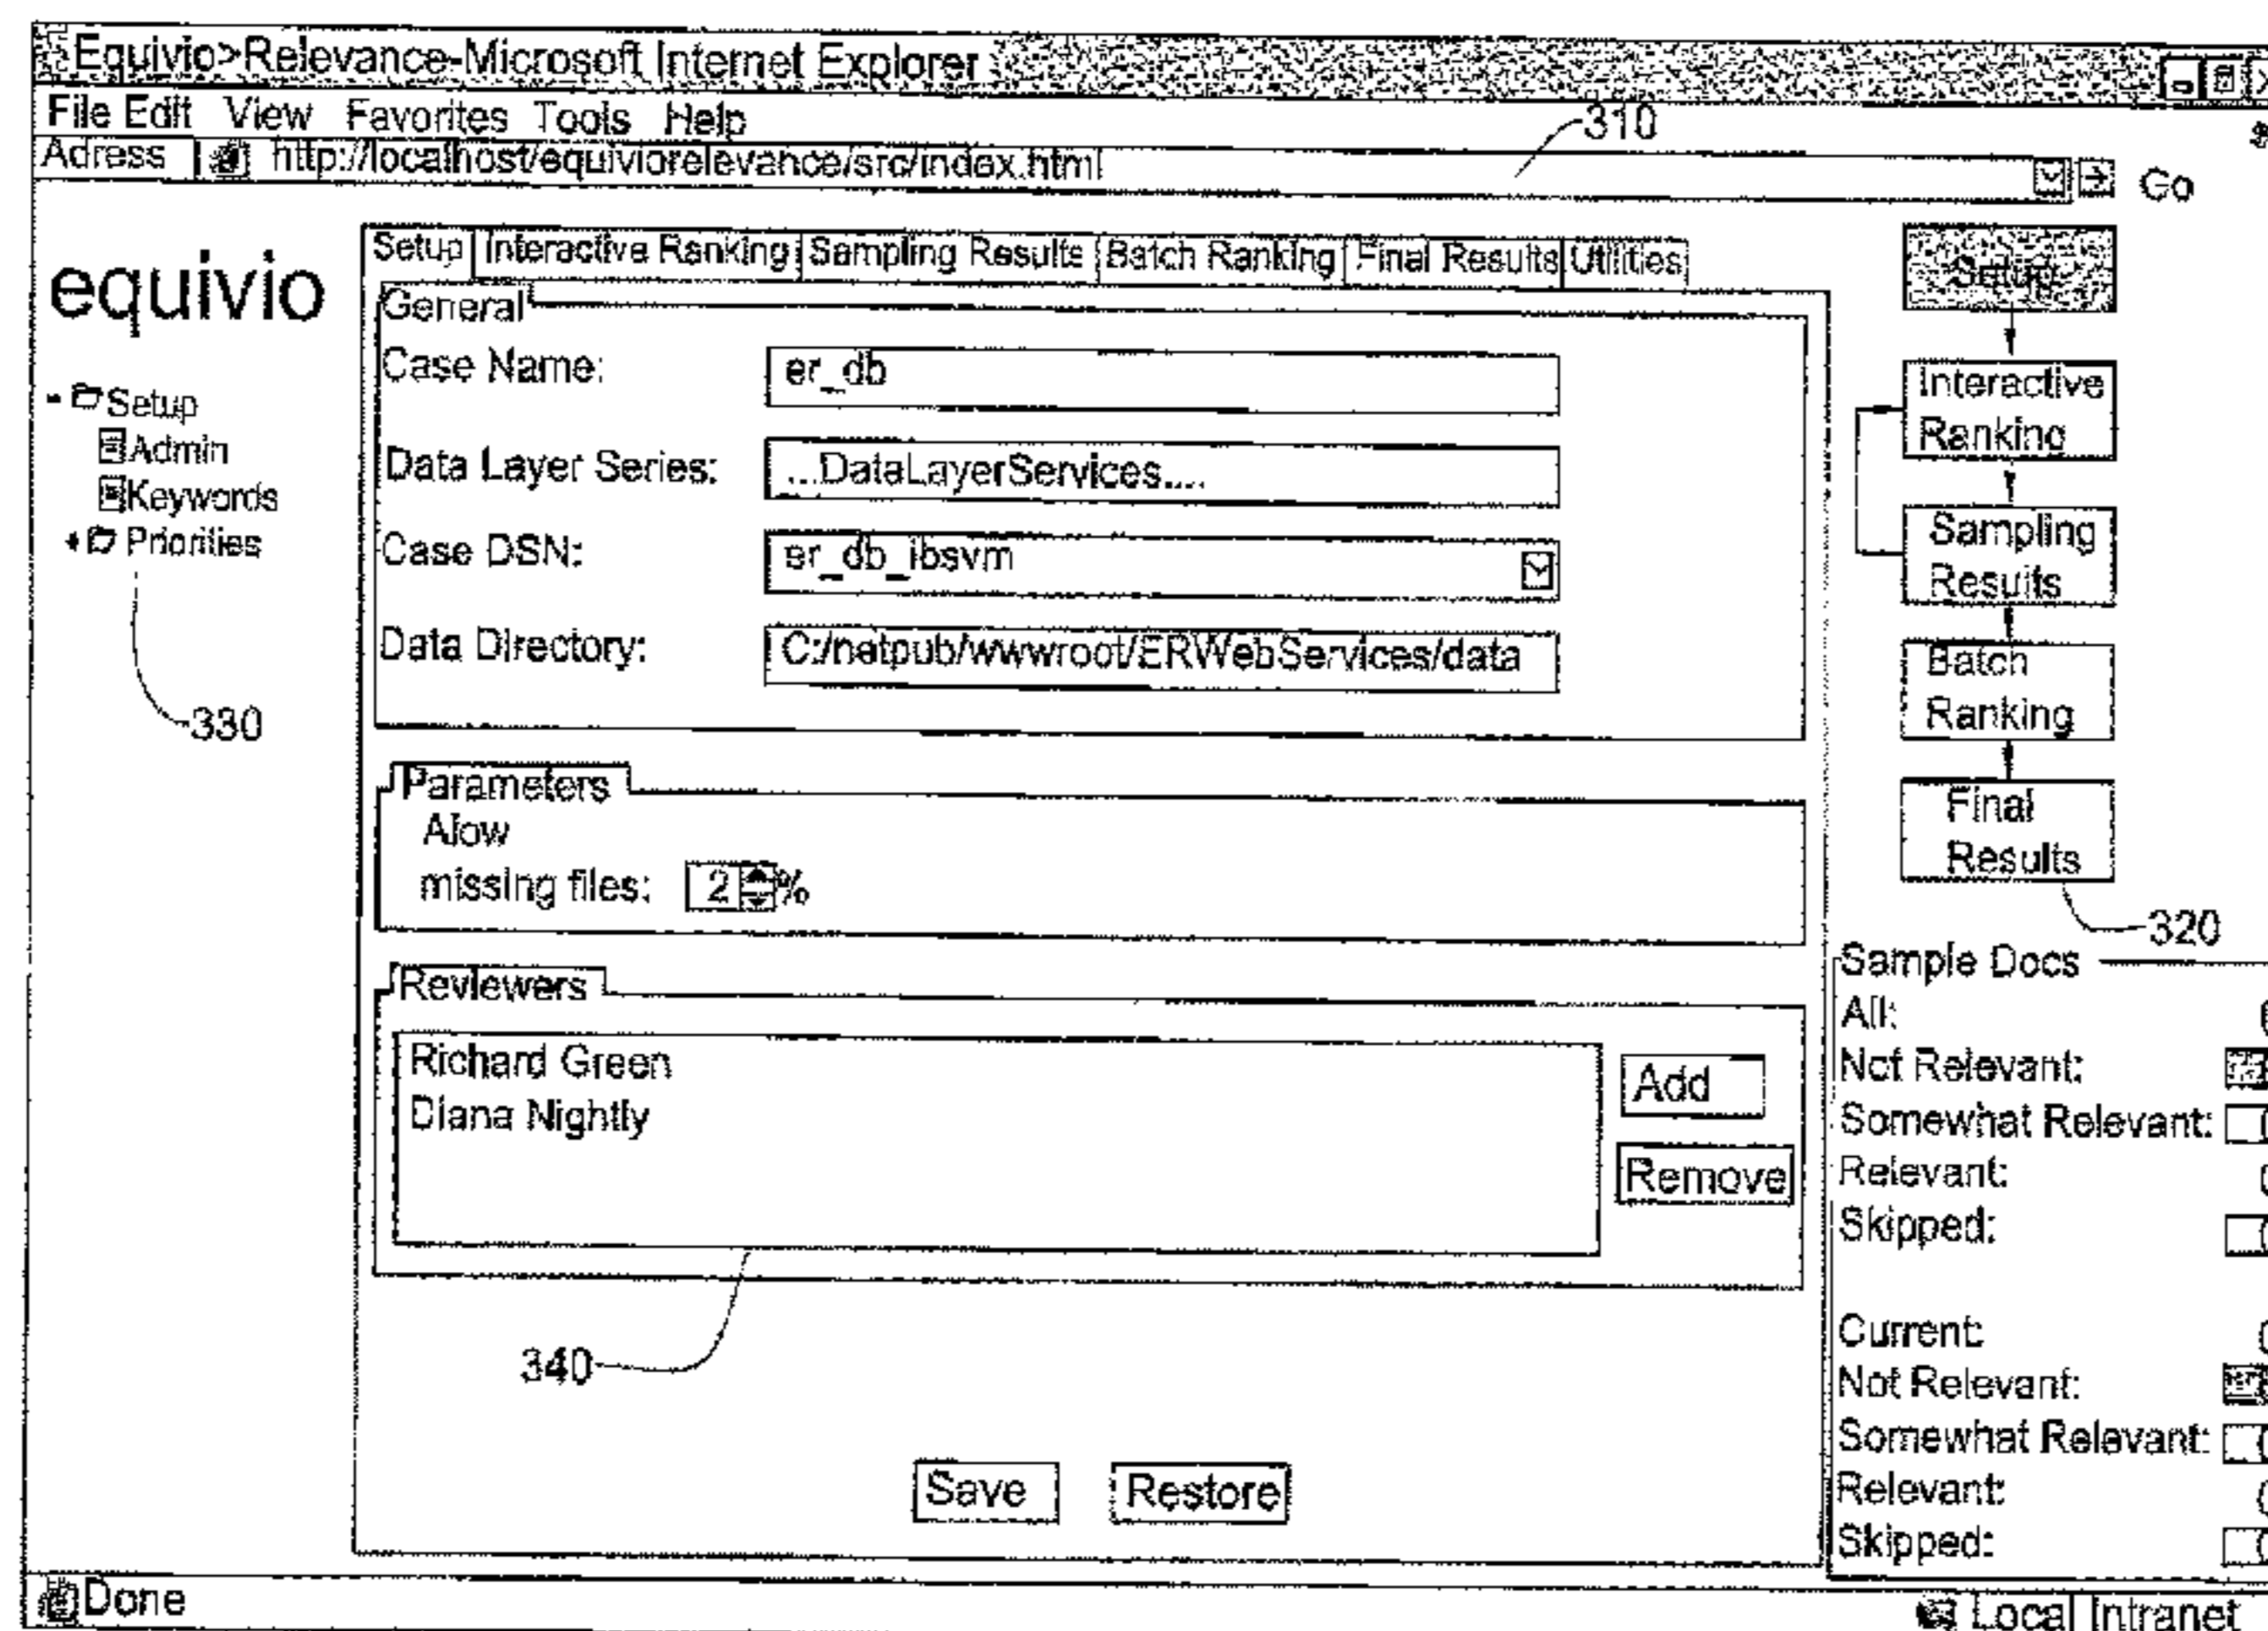 Equivio>Relevance-Microsoft Internet Explorer
File Edit View Favorites Tools Help
310
Adress http://localhost/equiviorelevance/src/index.html Go
equivio
Setup
Admin
Keywords
Priorities
330
Setup Interactive Ranking Sampling Results Batch Ranking Final Results Utilities
General
Case Name: er_db
Data Layer Series: ...DataLayerServices....
Case DSN: er_db_ibsvm
Data Directory: C:/netpub/wwwroot/ERWebServices/data
Parameters
Alow
missing files: 2 %
Reviewers
Richard Green
Diana Nightly
Add
Remove
340
Save Restore
Setup
Interactive
Ranking
Sampling
Results
Batch
Ranking
Final
Results
320
Sample Docs
All:
Not Relevant:
Somewhat Relevant:
Relevant:
Skipped:
Current:
Not Relevant:
Somewhat Relevant:
Relevant:
Skipped:
Done
Local Intranet